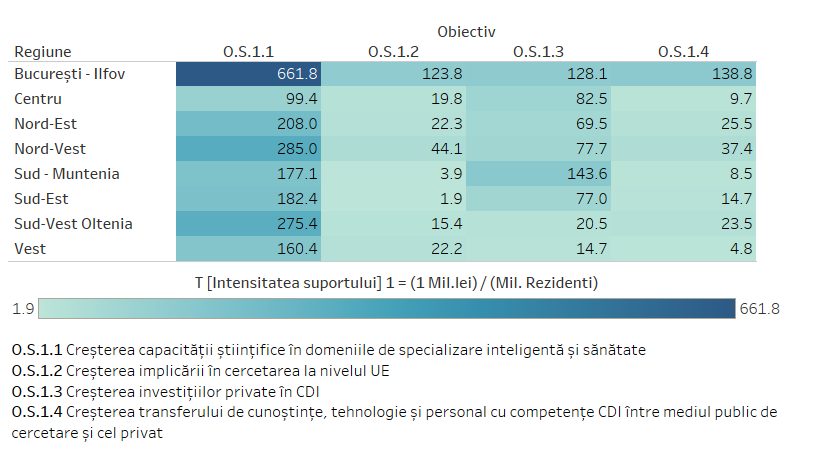 Obiectiv
Regiune O.S.1.1 O.S.1.2 O.S.1.3 O.S.1.4
București - Ilfov 661.8 123.8 128.1 138.8
Centru 99.4 19.8 82.5 9.7
Nord-Est 208.0 22.3 69.5 25.5
Nord-Vest 285.0 44.1 77.7 37.4
Sud - Muntenia 177.1 3.9 143.6 8.5
Sud-Est 182.4 1.9 77.0 14.7
Sud-Vest Oltenia 275.4 15.4 20.5 23.5
Vest 160.4 22.2 14.7 4.8
T [Intensitatea suportului] 1 = (1 Mil.lei) / (Mil. Rezidenti)
1.9 661.8
O.S.1.1 Creșterea capacității științifice în domeniile de specializare inteligentă și sănătate
O.S.1.2 Creșterea implicării în cercetarea la nivelul UE
O.S.1.3 Creșterea investițiilor private în CDI
O.S.1.4 Creșterea transferului de cunoștințe, tehnologie și personal cu competențe CDI între mediul public de
cercetare și cel privat